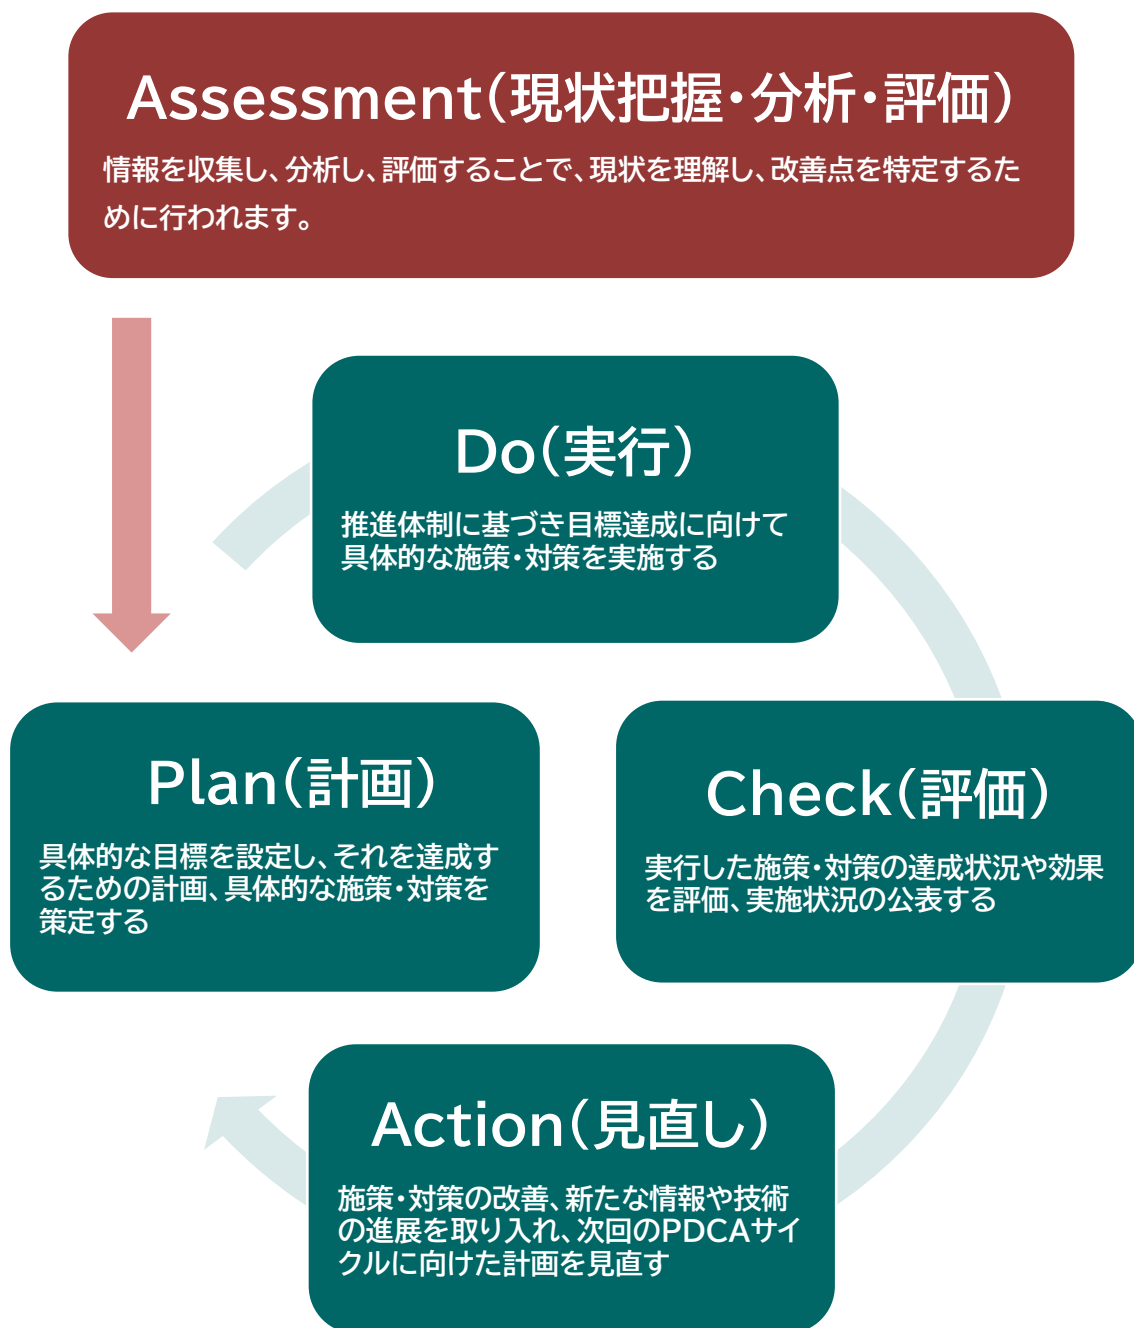 Assessment(現状把握・分析・評価)
情報を収集し、分析し、評価することで、現状を理解し、改善点を特定するた
めに行われます。
Do(実行)
推進体制に基づき目標達成に向けて
具体的な施策・対策を実施する
Plan(計画)
具体的な目標を設定し、それを達成す
るための計画、具体的な施策・対策を
策定する
Check(評価)
実行した施策・対策の達成状況や効果
を評価、実施状況の公表する
Action(見直し)
施策・対策の改善、新たな情報や技術
の進展を取り入れ、次回のPDCAサイ
クルに向けた計画を見直す